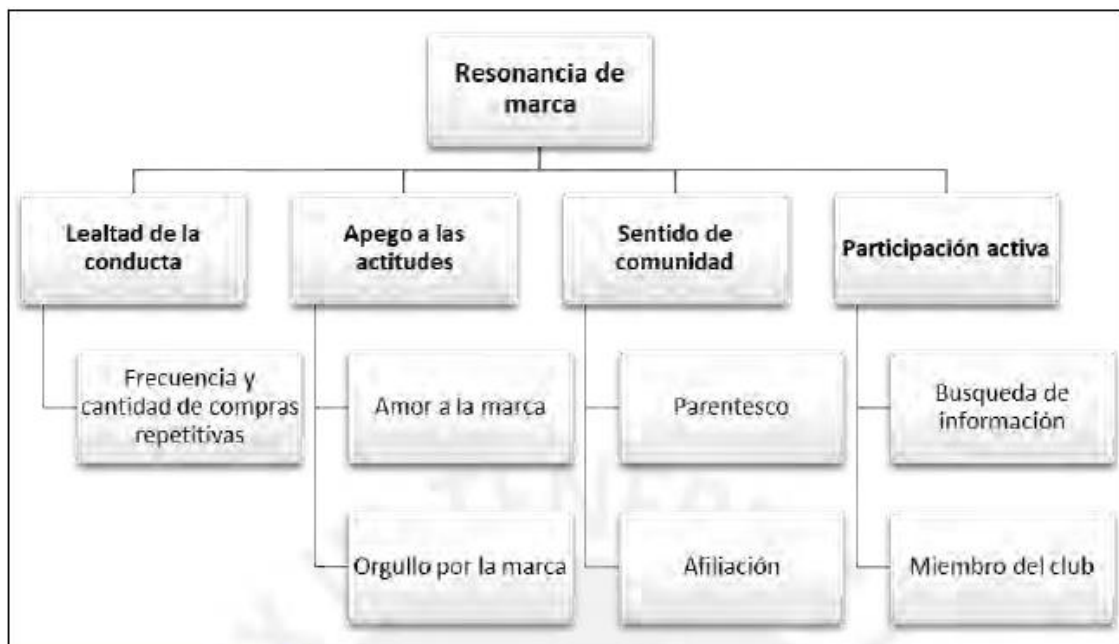 Resonancia de
marca
Lealtad de la
conducta
Apego a las
actitudes
Sentido de
comunidad
Participación activa
Frecuencia y
cantidad de compras
repetitivas
Amor a la marca
Parentesco
Busqueda de
información
Orgullo por la marca
Afiliación
Miembro del club